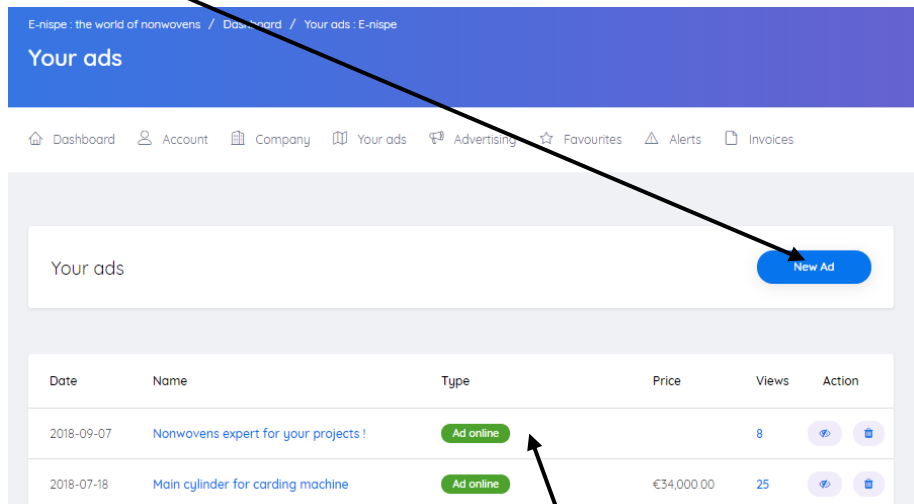 E-nispe : the world of nonwovens / Dashboard / Your ads : E-nispe
Your ads
Dashboard Account Company Your ads Advertising Favourites Alerts Invoices
Your ads New Ad
Date Name Type Price Views Action
2018-09-07 Nonwovens expert for your projects ! Ad online 8
2018-07-18 Main cylinder for carding machine Ad online €34,000.00 25